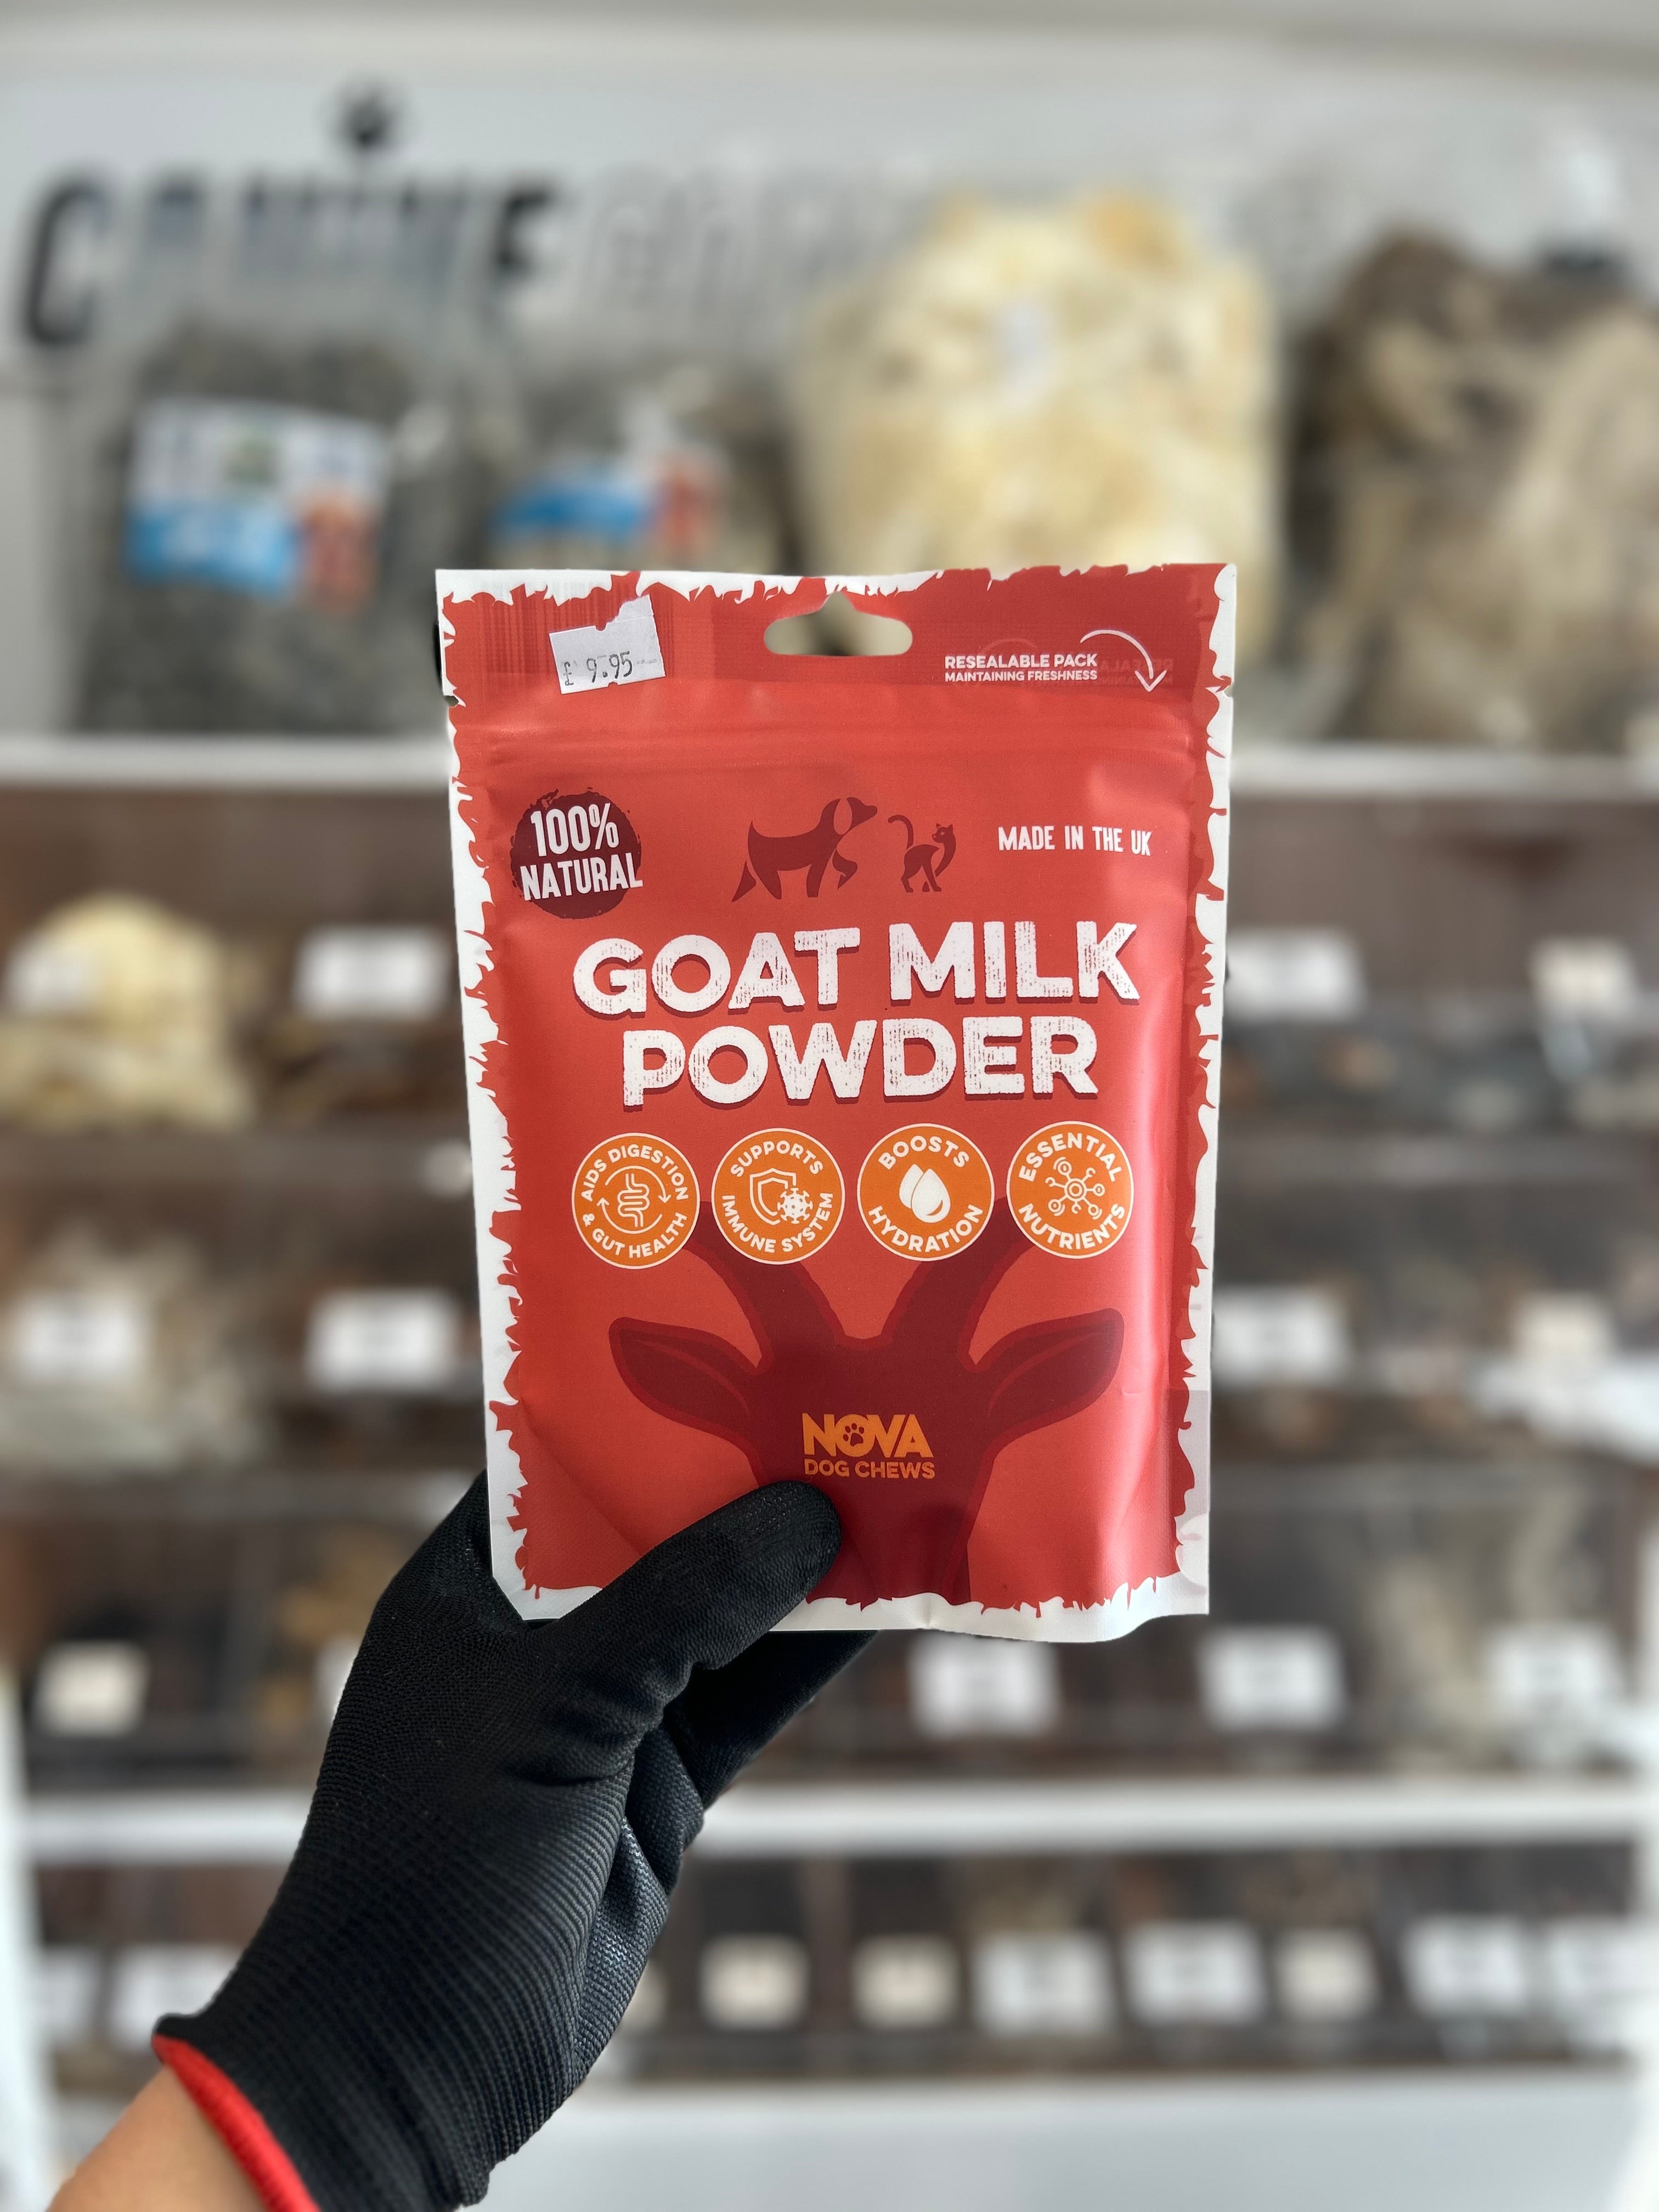 CANINE
£ 9.95
RESEALABLE PACK
MAINTAINING FRESHNESS
100%
NATURAL
MADE IN THE UK
GOAT MILK
POWDER
AIDS DIGESTION
& GUT HEALTH
SUPPORTS
IMMUNE SYSTEM
BOOSTS
HYDRATION
ESSENTIAL
NUTRIENTS
NOVA
DOG CHEWS